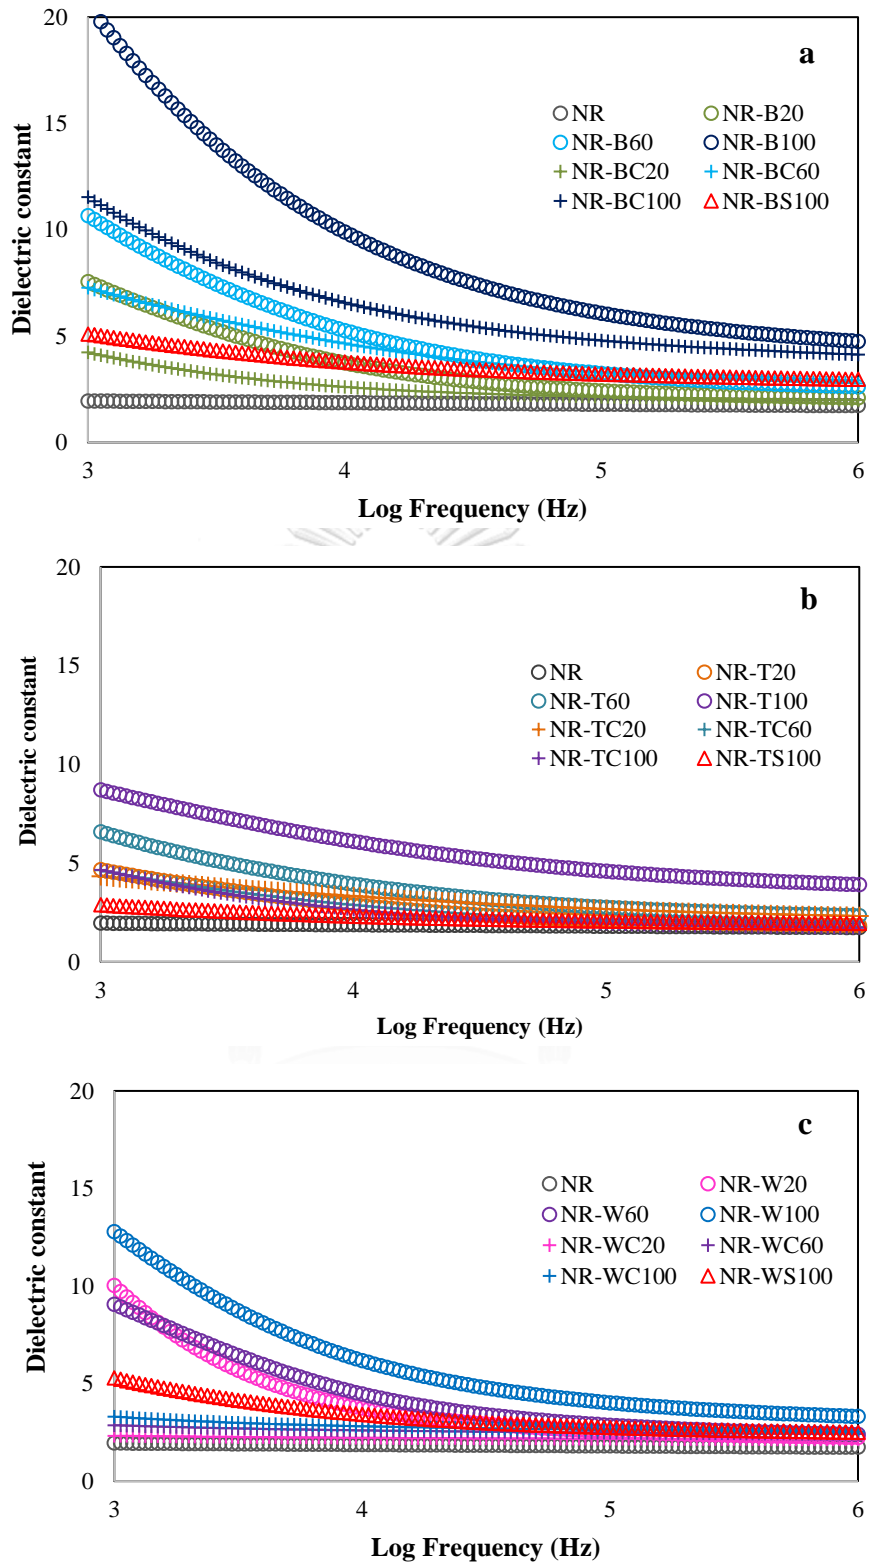 20
a
15
NR NR-B20
NR-B60 NR-B100
NR-BC20 NR-BC60
NR-BC100 NR-BS100
10
5
0
Dielectric constant
3 4 5 6
Log Frequency (Hz)
20
b
15
NR NR-T20
NR-T60 NR-T100
NR-TC20 NR-TC60
NR-TC100 NR-TS100
10
5
0
Dielectric constant
3 4 5 6
Log Frequency (Hz)
20
c
15
NR NR-W20
NR-W60 NR-W100
NR-WC20 NR-WC60
NR-WC100 NR-WS100
10
5
0
Dielectric constant
3 4 5 6
Log Frequency (Hz)